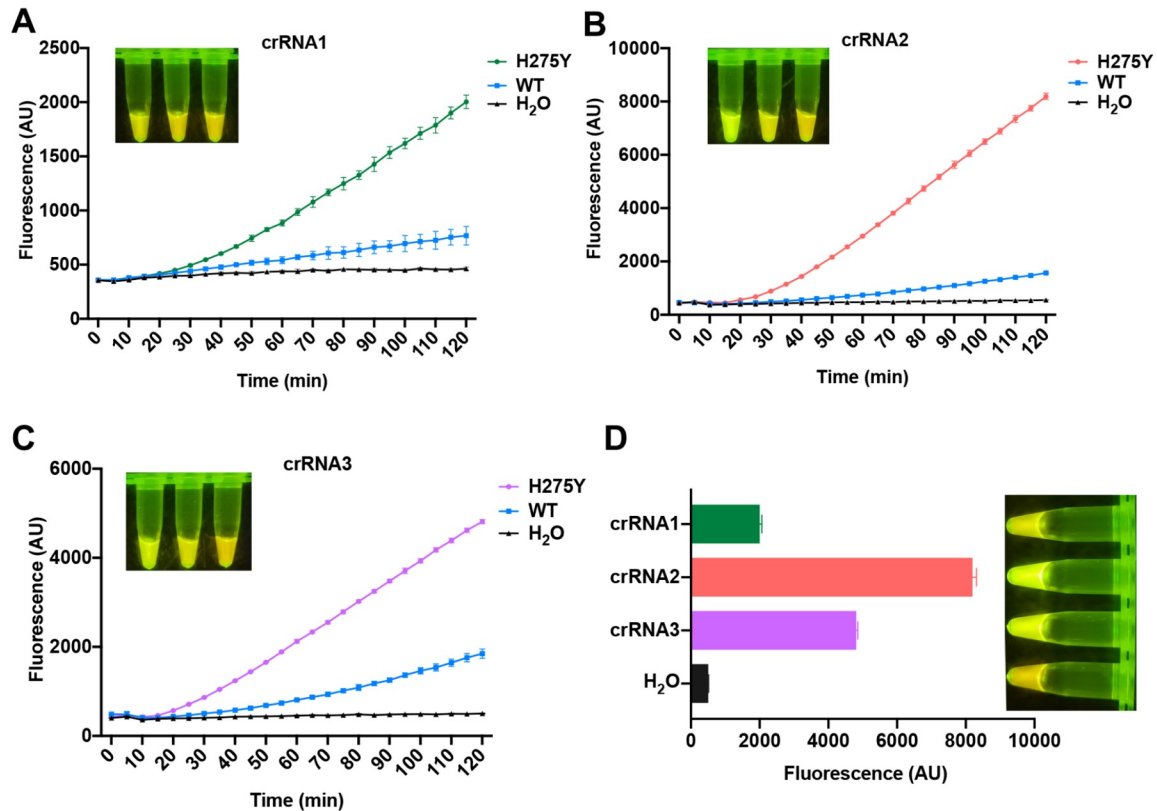 A
crRNA1
Fluorescence (AU)
2500
2000
1500
1000
500
0
0 10 20 30 40 50 60 70 80 90 100 110 120
Time (min)
H275Y
WT
H₂O
B
crRNA2
Fluorescence (AU)
10000
8000
6000
4000
2000
0
0 10 20 30 40 50 60 70 80 90 100 110 120
Time (min)
H275Y
WT
H₂O
C
crRNA3
Fluorescence (AU)
6000
4000
2000
0
0 10 20 30 40 50 60 70 80 90 100 110 120
Time (min)
H275Y
WT
H₂O
D
crRNA1
crRNA2
crRNA3
H₂O
0 2000 4000 6000 8000 10000
Fluorescence (AU)